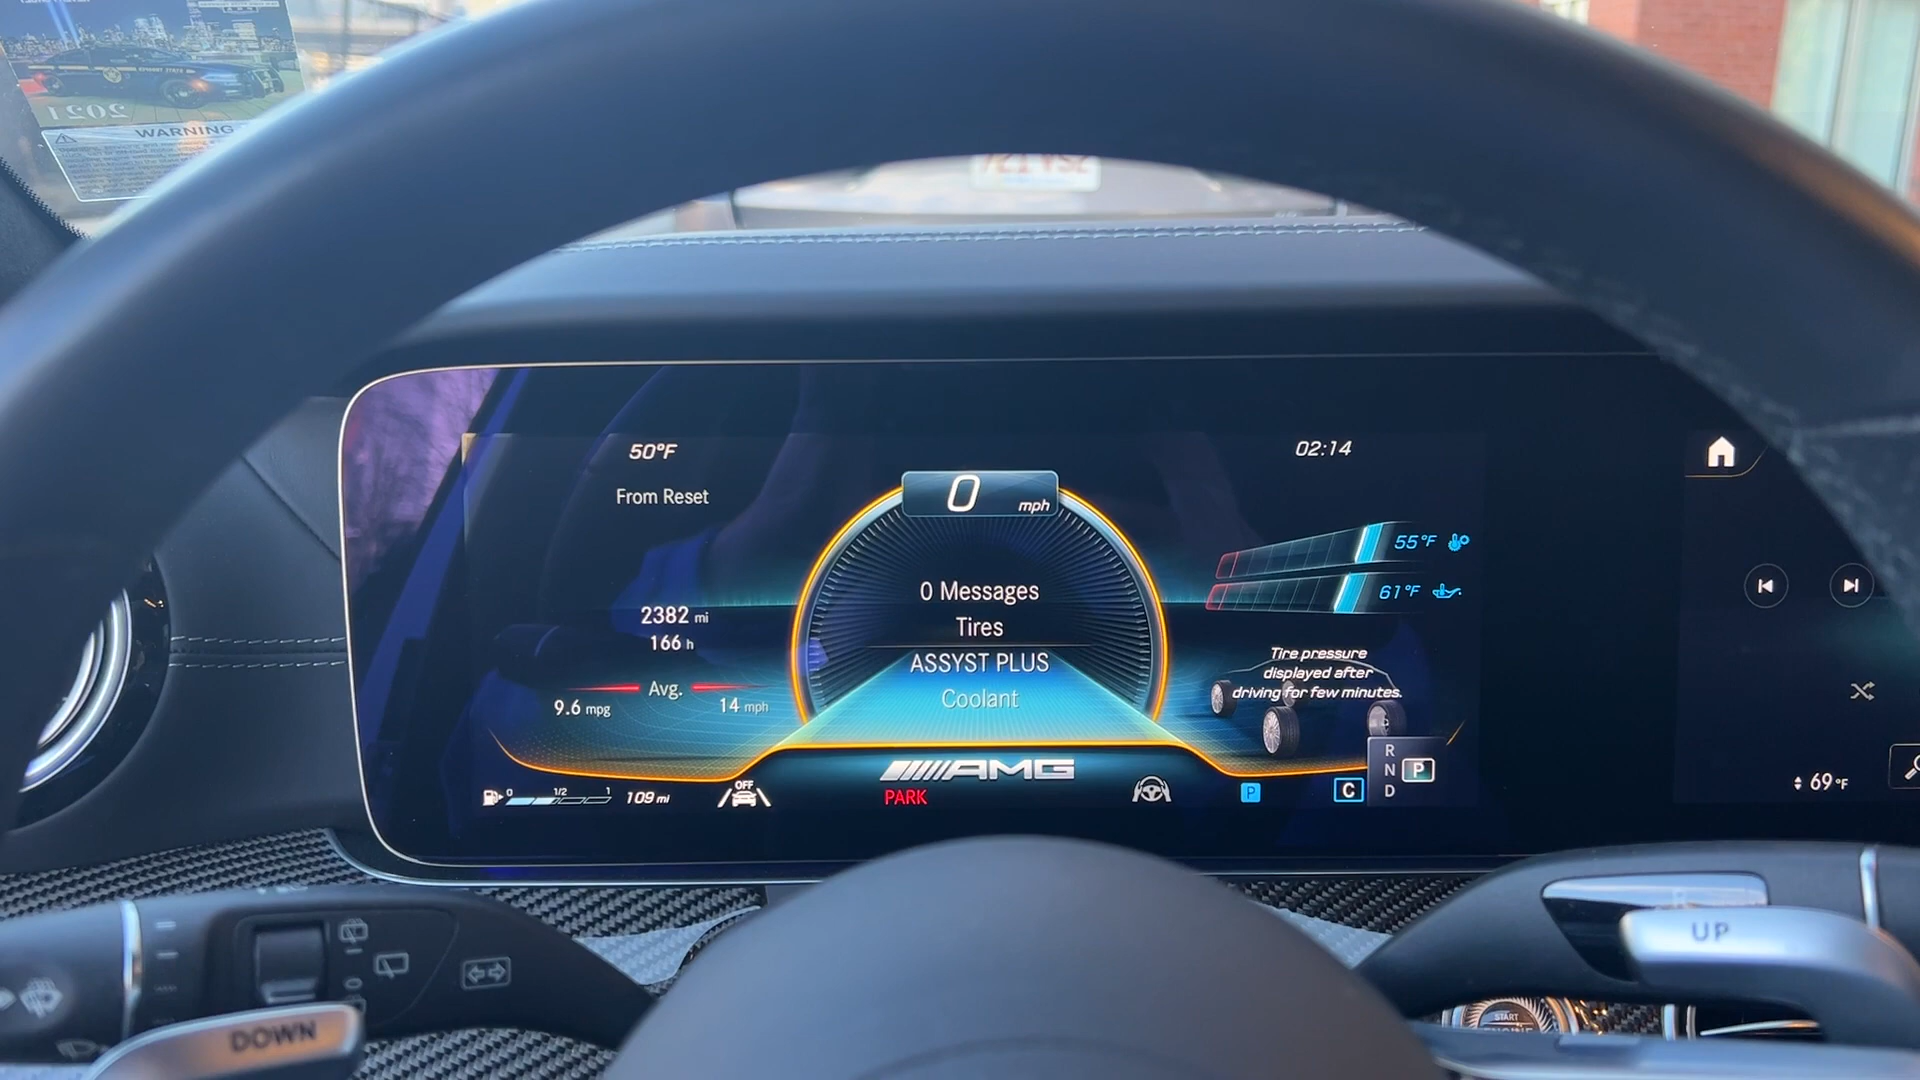 2021
WARNING
50°F
02:14
From Reset
0 mph
55°F
61°F
2382 mi
166 h
Avg.
9.6 mpg
14 mph
0 Messages
Tires
ASSYST PLUS
Coolant
Tire pressure
displayed after
driving for few minutes.
AMG
R
N
D
P
0 1/2 1
109 mi
OFF
PARK
P
C
69°F
UP
DOWN
START
ENGINE